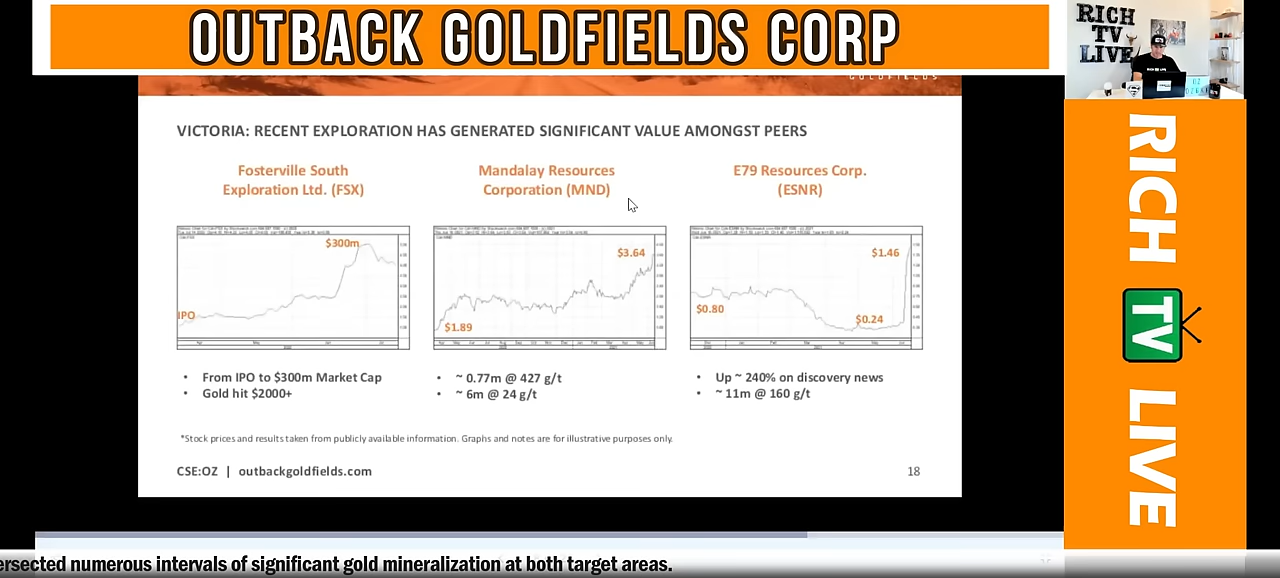 OUTBACK GOLDFIELDS CORP
RICH
TV
LIVE
GOLDFIELDS
VICTORIA: RECENT EXPLORATION HAS GENERATED SIGNIFICANT VALUE AMONGST PEERS
Fosterville South
Exploration Ltd. (FSX)
Mandalay Resources
Corporation (MND)
E79 Resources Corp.
(ESNR)
$300m
IPO
$3.64
$1.89
$1.46
$0.80
$0.24
• From IPO to $300m Market Cap
• Gold hit $2000+
• ~ 0.77m @ 427 g/t
• ~ 6m @ 24 g/t
• Up ~ 240% on discovery news
• ~ 11m @ 160 g/t
*Stock prices and results taken from publicly available information. Graphs and notes are for illustrative purposes only.
CSE:OZ | outbackgoldfields.com
18
RICH TV LIVE
ersected numerous intervals of significant gold mineralization at both target areas.